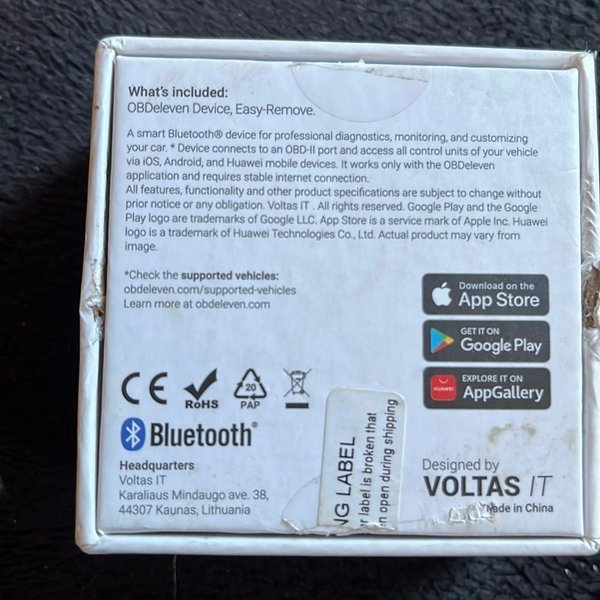 What's included:
OBDeleven Device, Easy-Remove.
A smart Bluetooth® device for professional diagnostics, monitoring, and customizing
your car. * Device connects to an OBD-II port and access all control units of your vehicle
via iOS, Android, and Huawei mobile devices. It works only with the OBDeleven
application and requires stable internet connection.
All features, functionality and other product specifications are subject to change without
prior notice or any obligation. Voltas IT . All rights reserved. Google Play and the Google
Play logo are trademarks of Google LLC. App Store is a service mark of Apple Inc. Huawei
logo is a trademark of Huawei Technologies Co., Ltd. Actual product may vary from
image.
*Check the supported vehicles:
obdeleven.com/supported-vehicles
Learn more at obdeleven.com
Download on the
App Store
GET IT ON
Google Play
HUAWEI
EXPLORE IT ON
AppGallery
CE
RoHS
20
PAP
Bluetooth®
Headquarters
Voltas IT
Karaliaus Mindaugo ave. 38,
44307 Kaunas, Lithuania
NG LABEL
r label is broken that
n open during shipping
Designed by
VOLTAS IT
Made in China